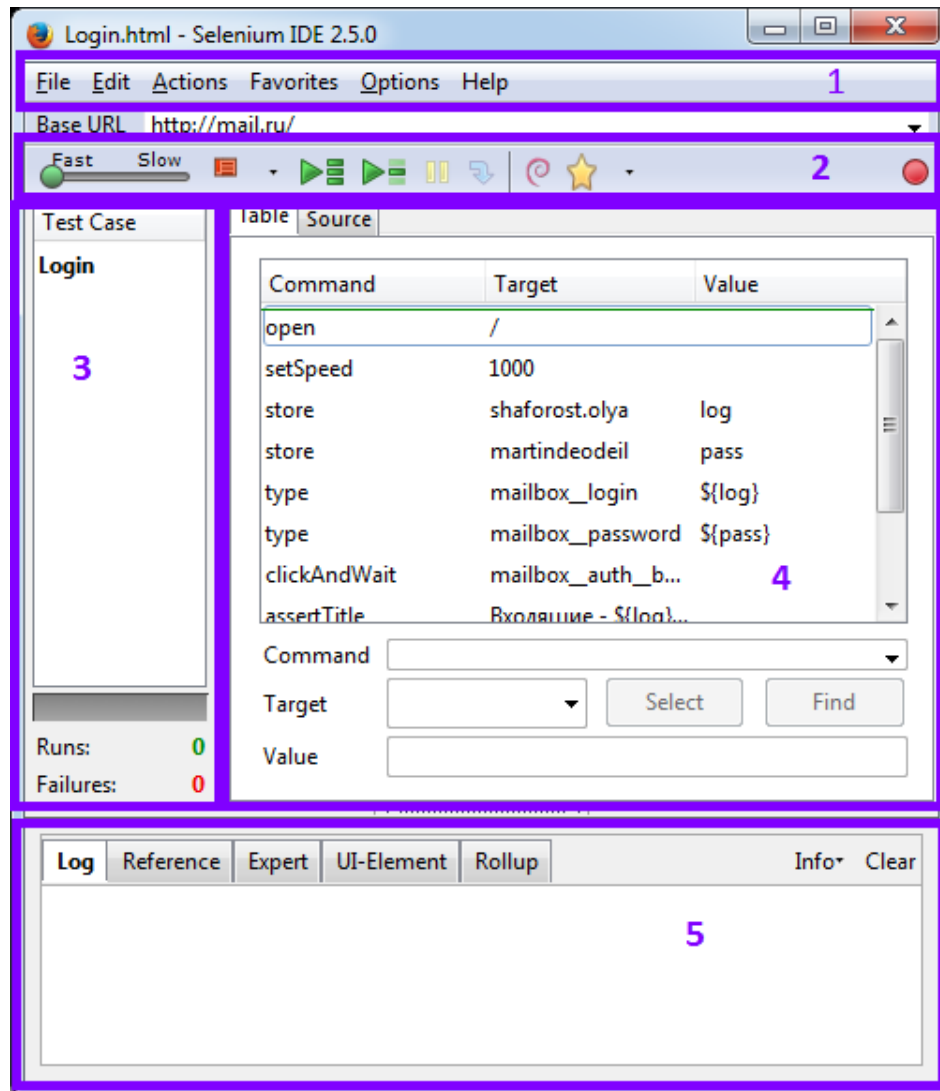 Login.html - Selenium IDE 2.5.0
File Edit Actions Favorites Options Help 1
Base URL http://mail.ru/
Fast Slow 2
Test Case
Login
3
Table Source
Command Target Value
open /
setSpeed 1000
store shaforost.olya log
store martindeodeil pass
type mailbox__login ${log}
type mailbox__password ${pass}
clickAndWait mailbox__auth__b...
4
assertTitle Входящие - ${log}...
Command
Target Select Find
Value
Runs: 0
Failures: 0
Log Reference Expert UI-Element Rollup Info Clear
5